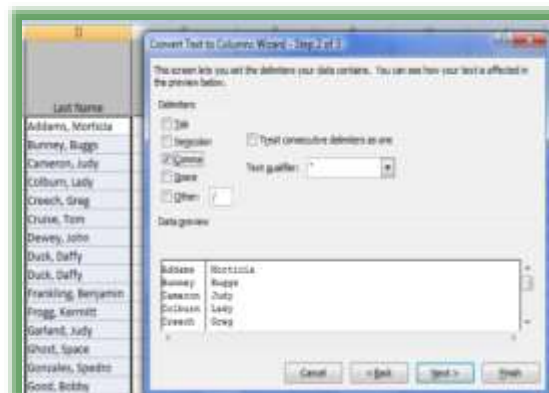 D
Last Name
Addams, Morticia
Bunney, Buggs
Cameron, Judy
Colburn, Lady
Creech, Greg
Cruise, Tom
Dewey, John
Duck, Daffy
Duck, Daffy
Frankling, Benjamin
Frogg, Kermitt
Garland, Judy
Ghost, Space
Gonzales, Spedro
Good, Bobby
Convert Text to Columns Wizard - Step 2 of 3
This screen lets you set the delimiters your data contains. You can see how your text is affected in
the preview below.
Delimiters
Tab
Semicolon
Comma
Space
Other:
Treat consecutive delimiters as one
Text qualifier: "
Data preview
Addams Morticia
Bunney Buggs
Cameron Judy
Colburn Lady
Creech Greg
Cancel
< Back
Next >
Finish